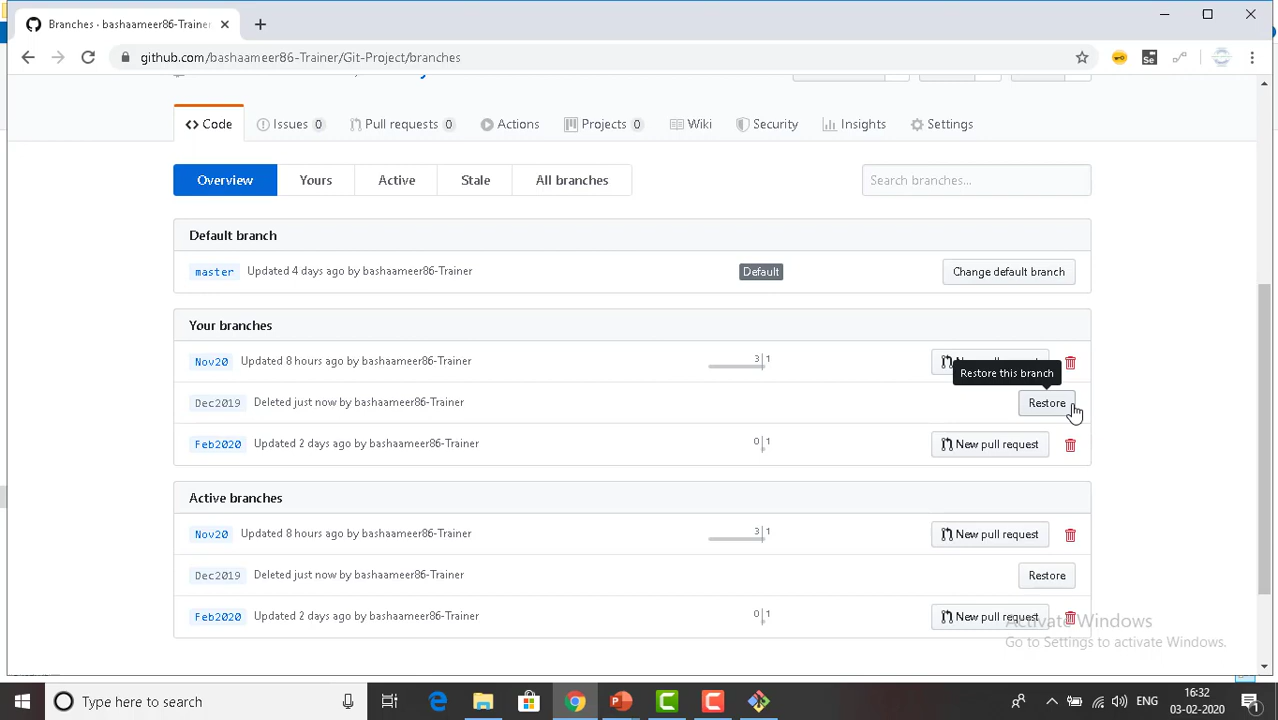 Branches · bashaameer86-Trainer
github.com/bashaameer86-Trainer/Git-Project/branches
Se
Code Issues 0 Pull requests 0 Actions Projects 0 Wiki Security Insights Settings
Overview Yours Active Stale All branches Search branches...
Default branch
master Updated 4 days ago by bashaameer86-Trainer Default Change default branch
Your branches
Nov20 Updated 8 hours ago by bashaameer86-Trainer 3 1
Restore this branch
Dec2019 Deleted just now by bashaameer86-Trainer Restore
Feb2020 Updated 2 days ago by bashaameer86-Trainer 0 1 New pull request
Active branches
Nov20 Updated 8 hours ago by bashaameer86-Trainer 3 1 New pull request
Dec2019 Deleted just now by bashaameer86-Trainer Restore
Feb2020 Updated 2 days ago by bashaameer86-Trainer 0 1 New pull request
Activate Windows
Go to Settings to activate Windows.
Type here to search ENG 16:32
03-02-2020 1